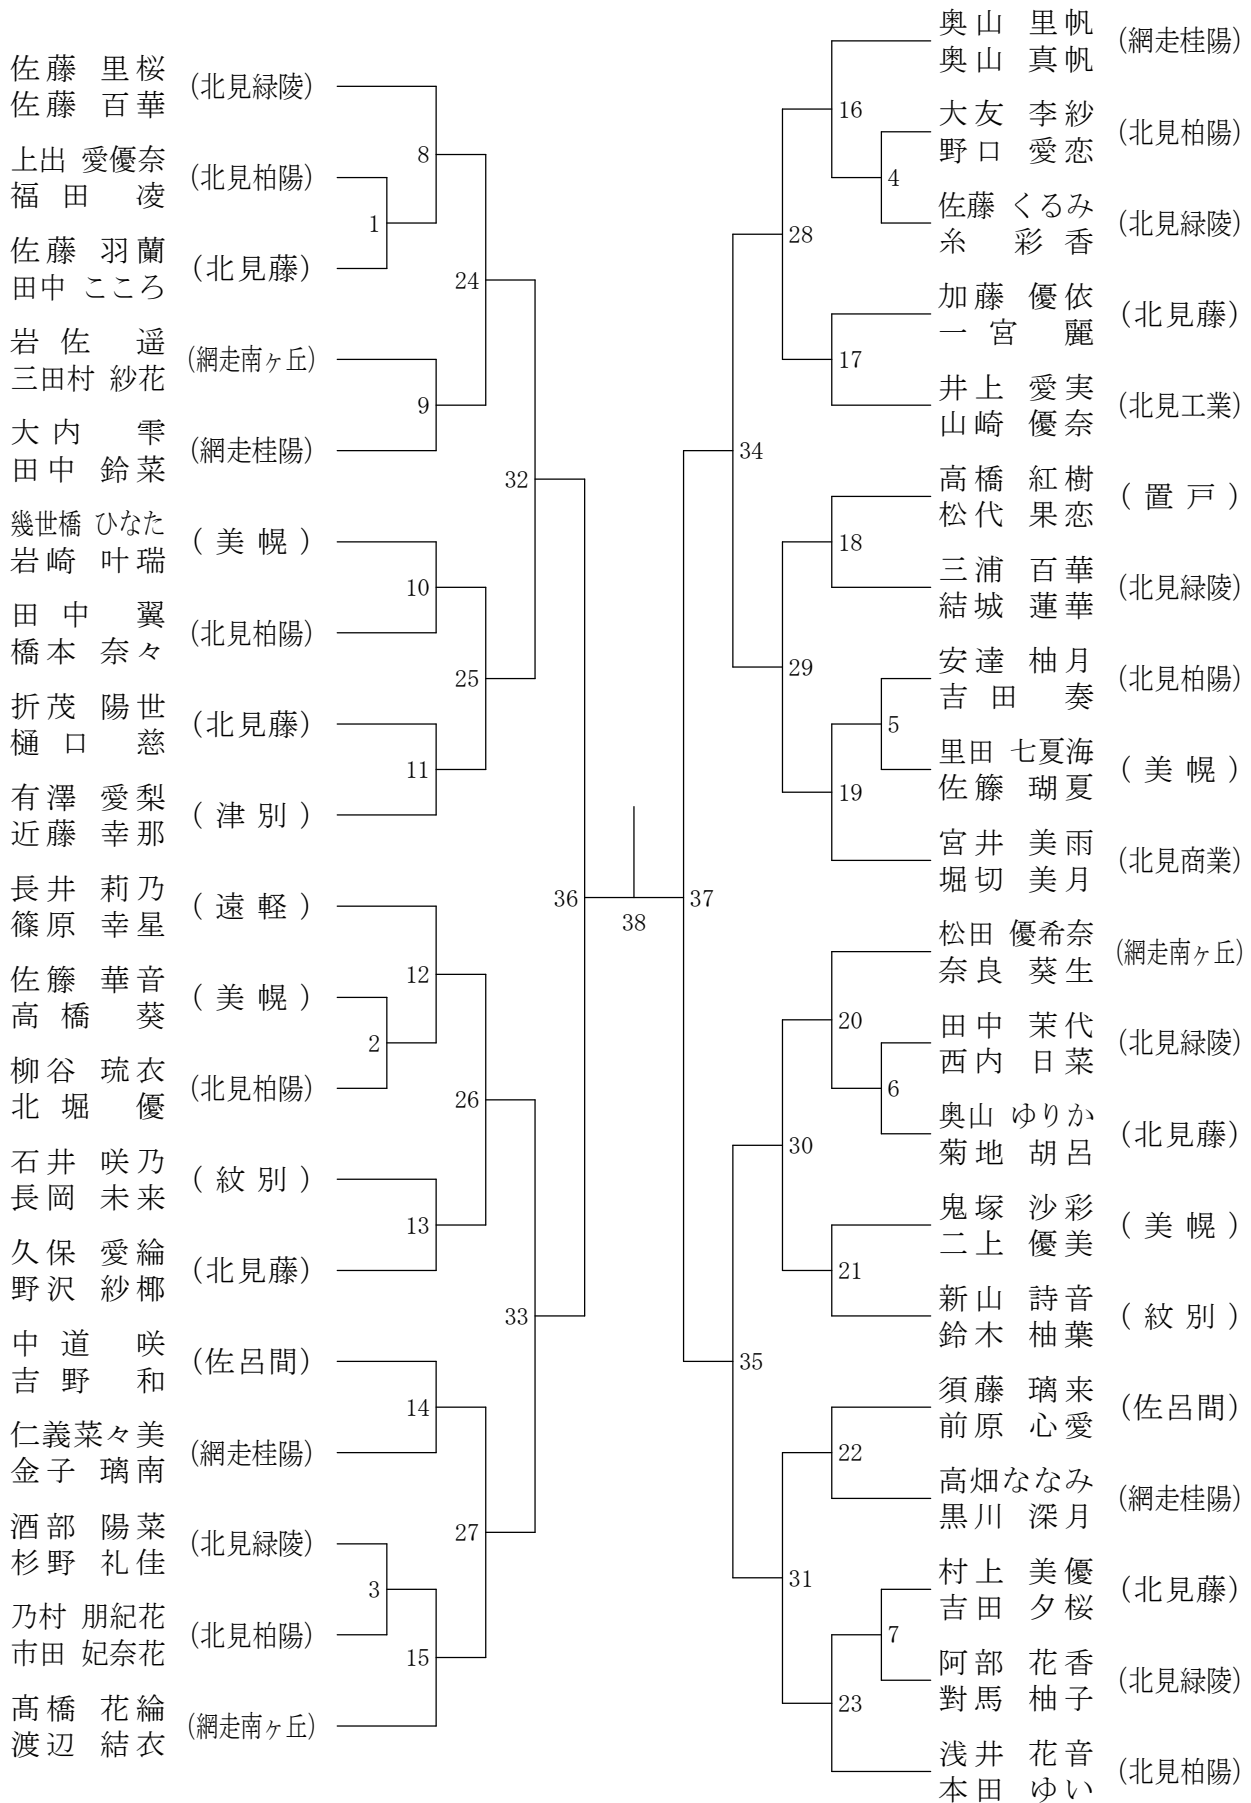 佐藤 里桜
佐藤 百華
(北見緑陵)
上出 愛優奈
福田 凌
(北見柏陽)
佐藤 羽蘭
田中 こころ
(北見藤)
岩佐 遥
三田村 紗花
(網走南ヶ丘)
大内 雫
田中 鈴菜
(網走桂陽)
幾世橋 ひなた
岩崎 叶瑞
(美幌)
田中 翼
橋本 奈々
(北見柏陽)
折茂 陽世
樋口 慈
(北見藤)
有澤 愛梨
近藤 幸那
(津別)
長井 莉乃
篠原 幸星
(遠軽)
佐籐 華音
高橋 葵
(美幌)
柳谷 琉衣
北堀 優
(北見柏陽)
石井 咲乃
長岡 未来
(紋別)
久保 愛綸
野沢 紗椰
(北見藤)
中道 咲
吉野 和
(佐呂間)
仁義菜々美
金子 璃南
(網走桂陽)
酒部 陽菜
杉野 礼佳
(北見緑陵)
乃村 朋紀花
市田 妃奈花
(北見柏陽)
髙橋 花綸
渡辺 結衣
(網走南ヶ丘)
1
2
3
8
9
10
11
12
13
14
15
24
25
26
27
32
33
36
38
37
34
35
28
29
30
31
16
17
18
19
20
21
22
23
4
5
6
7
奥山 里帆
奥山 真帆
(網走桂陽)
大友 李紗
野口 愛恋
(北見柏陽)
佐藤 くるみ
糸 彩香
(北見緑陵)
加藤 優依
一宮 麗
(北見藤)
井上 愛実
山崎 優奈
(北見工業)
高橋 紅樹
松代 果恋
(置戸)
三浦 百華
結城 蓮華
(北見緑陵)
安達 柚月
吉田 奏
(北見柏陽)
里田 七夏海
佐籐 瑚夏
(美幌)
宮井 美雨
堀切 美月
(北見商業)
松田 優希奈
奈良 葵生
(網走南ヶ丘)
田中 茉代
西内 日菜
(北見緑陵)
奥山 ゆりか
菊地 胡呂
(北見藤)
鬼塚 沙彩
二上 優美
(美幌)
新山 詩音
鈴木 柚葉
(紋別)
須藤 璃来
前原 心愛
(佐呂間)
高畑ななみ
黒川 深月
(網走桂陽)
村上 美優
吉田 夕桜
(北見藤)
阿部 花香
對馬 柚子
(北見緑陵)
浅井 花音
本田 ゆい
(北見柏陽)